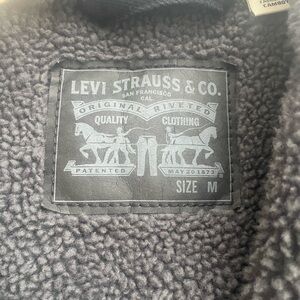 LEVI STRAUSS & CO.
SAN FRANCISCO
CAL.
ORIGINAL RIVETED
QUALITY CLOTHING
PATENTED MAY 20 1873
SIZE M